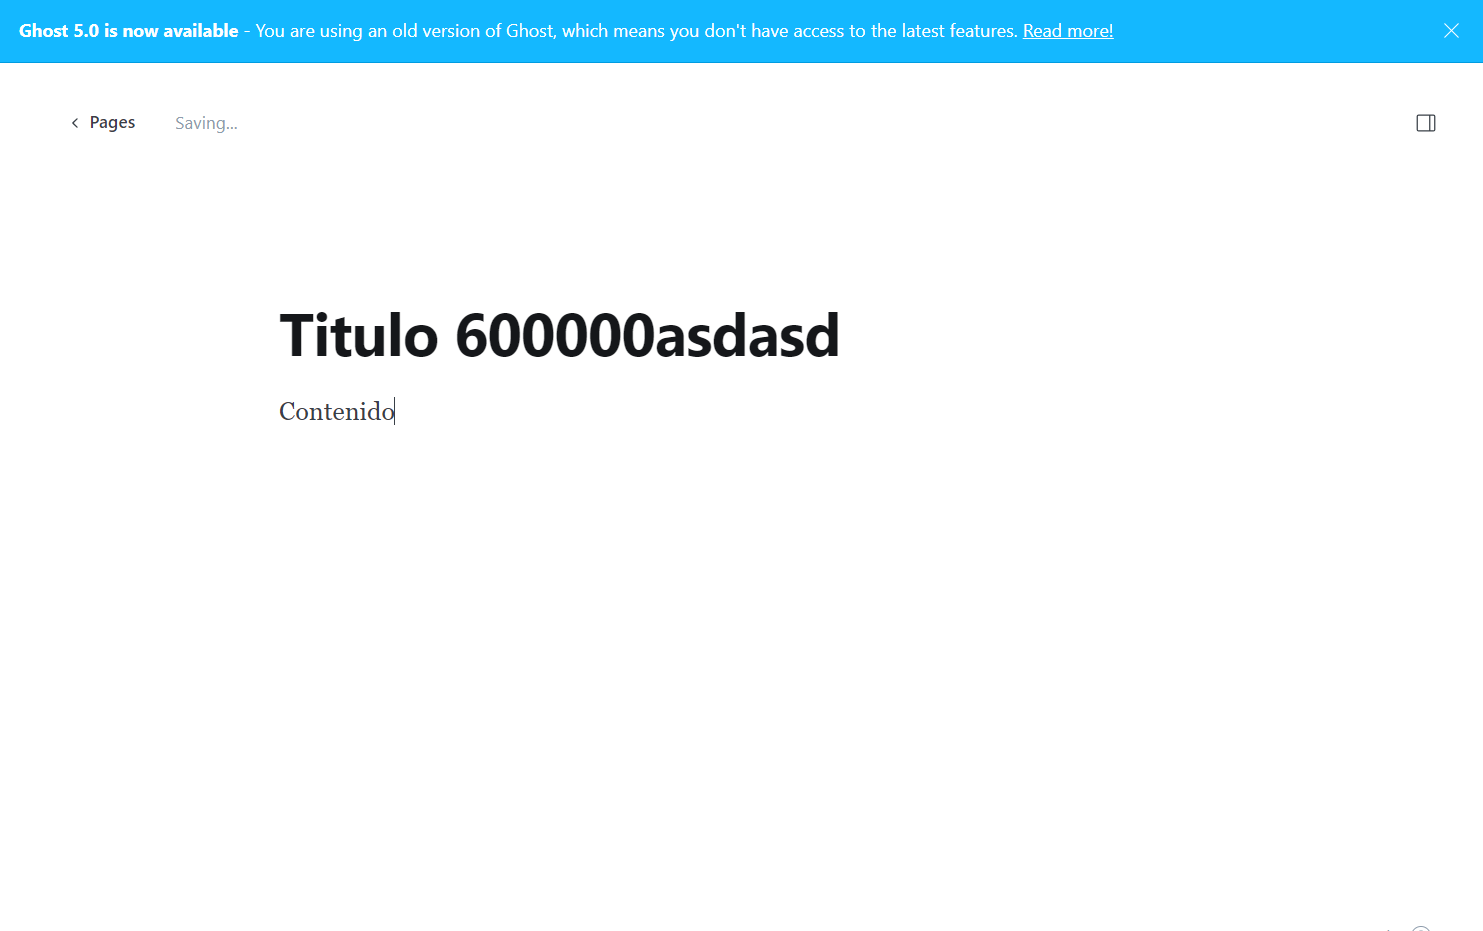 Ghost 5.0 is now available - You are using an old version of Ghost, which means you don't have access to the latest features. Read more!
Pages Saving...
Titulo 600000asdasd
Contenido